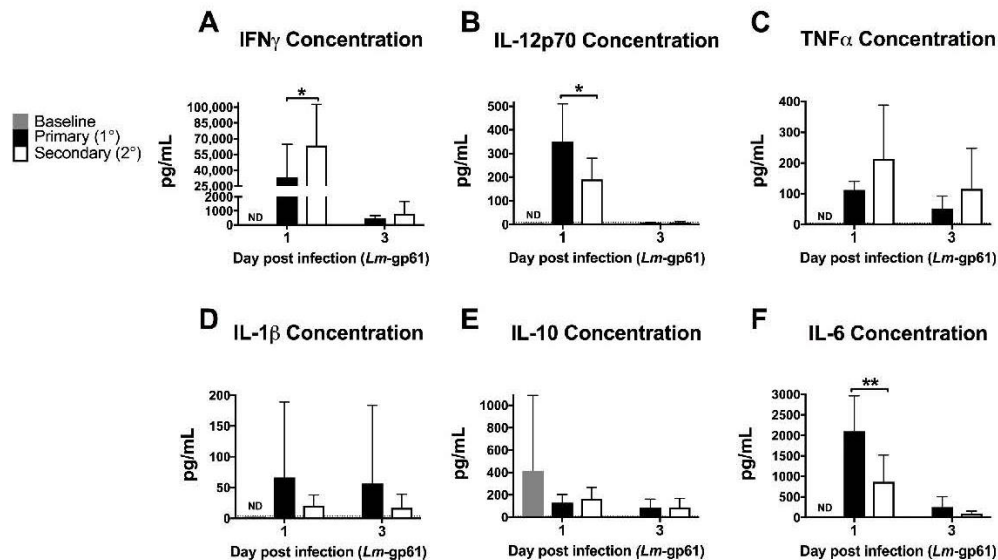 Baseline
Primary (1°)
Secondary (2°)
A
IFNγ Concentration
pg/mL
100,000
85,000
70,000
55,000
40,000
25,000
2000
1000
0
ND
*
1
3
Day post infection (Lm-gp61)
B
IL-12p70 Concentration
pg/mL
500
400
300
200
100
0
ND
*
1
3
Day post infection (Lm-gp61)
C
TNFα Concentration
pg/mL
400
300
200
100
0
ND
1
3
Day post infection (Lm-gp61)
D
IL-1β Concentration
pg/mL
200
150
100
50
0
ND
1
3
Day post infection (Lm-gp61)
E
IL-10 Concentration
pg/mL
1000
800
600
400
200
0
1
3
Day post infection (Lm-gp61)
F
IL-6 Concentration
pg/mL
3000
2500
2000
1500
1000
500
0
ND
**
1
3
Day post infection (Lm-gp61)